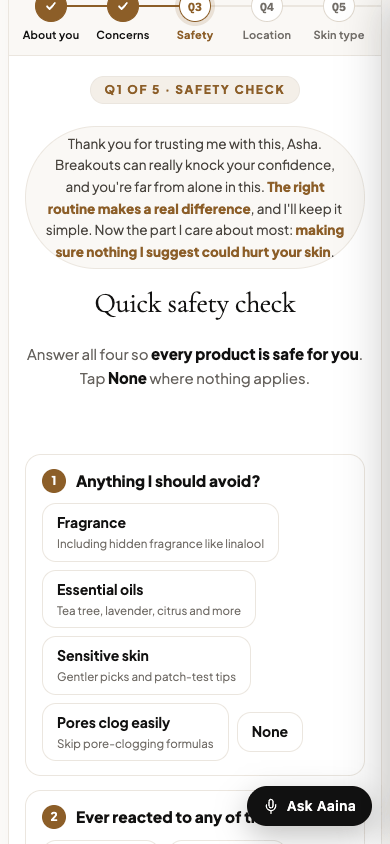 Q3
Q4
Q5
About you
Concerns
Safety
Location
Skin type
Q1 OF 5 · SAFETY CHECK
Thank you for trusting me with this, Asha.
Breakouts can really knock your confidence,
and you're far from alone in this. The right
routine makes a real difference, and I'll keep it
simple. Now the part I care about most: making
sure nothing I suggest could hurt your skin.
Quick safety check
Answer all four so every product is safe for you.
Tap None where nothing applies.
1 Anything I should avoid?
Fragrance
Including hidden fragrance like linalool
Essential oils
Tea tree, lavender, citrus and more
Sensitive skin
Gentler picks and patch-test tips
Pores clog easily
Skip pore-clogging formulas
None
2 Ever reacted to any of
Ask Aaina